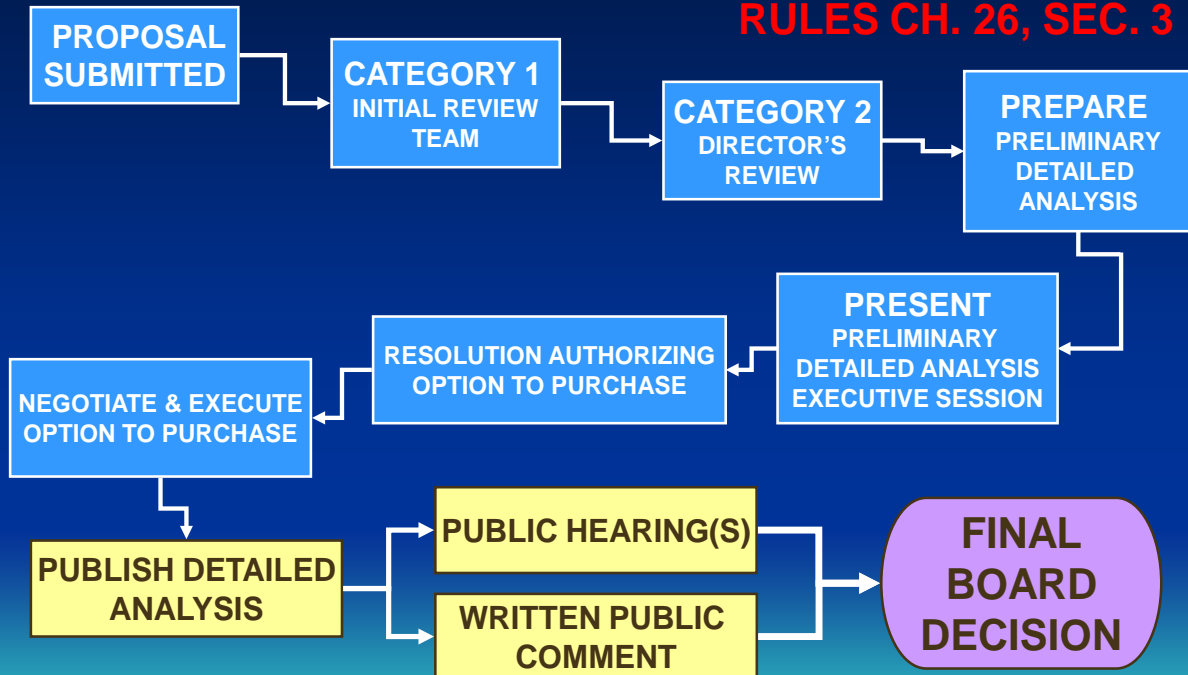 RULES CH. 26, SEC. 3
PROPOSAL
SUBMITTED
CATEGORY 1
INITIAL REVIEW
TEAM
CATEGORY 2
DIRECTOR’S
REVIEW
PREPARE
PRELIMINARY
DETAILED
ANALYSIS
PRESENT
PRELIMINARY
DETAILED ANALYSIS
EXECUTIVE SESSION
RESOLUTION AUTHORIZING
OPTION TO PURCHASE
NEGOTIATE & EXECUTE
OPTION TO PURCHASE
PUBLISH DETAILED
ANALYSIS
PUBLIC HEARING(S)
WRITTEN PUBLIC
COMMENT
FINAL
BOARD
DECISION